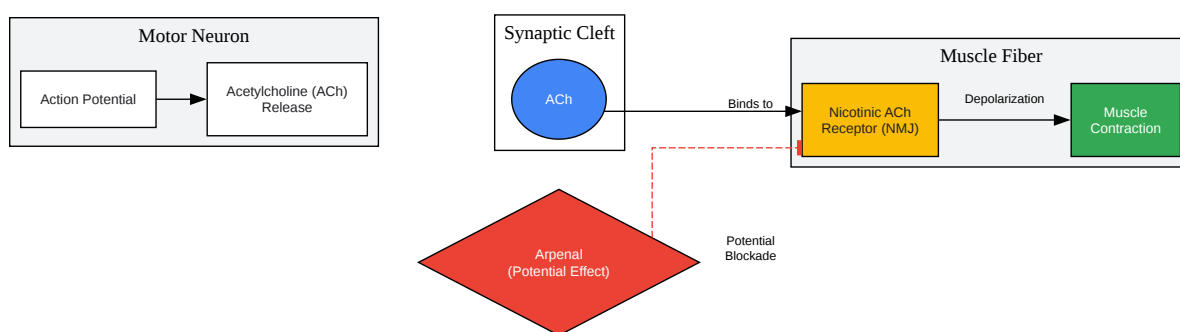 Motor Neuron
Action Potential
Acetylcholine (ACh)
Release
Synaptic Cleft
ACh
Binds to
Muscle Fiber
Nicotinic ACh
Receptor (NMJ)
Depolarization
Muscle
Contraction
Arpenal
(Potential Effect)
Potential
Blockade